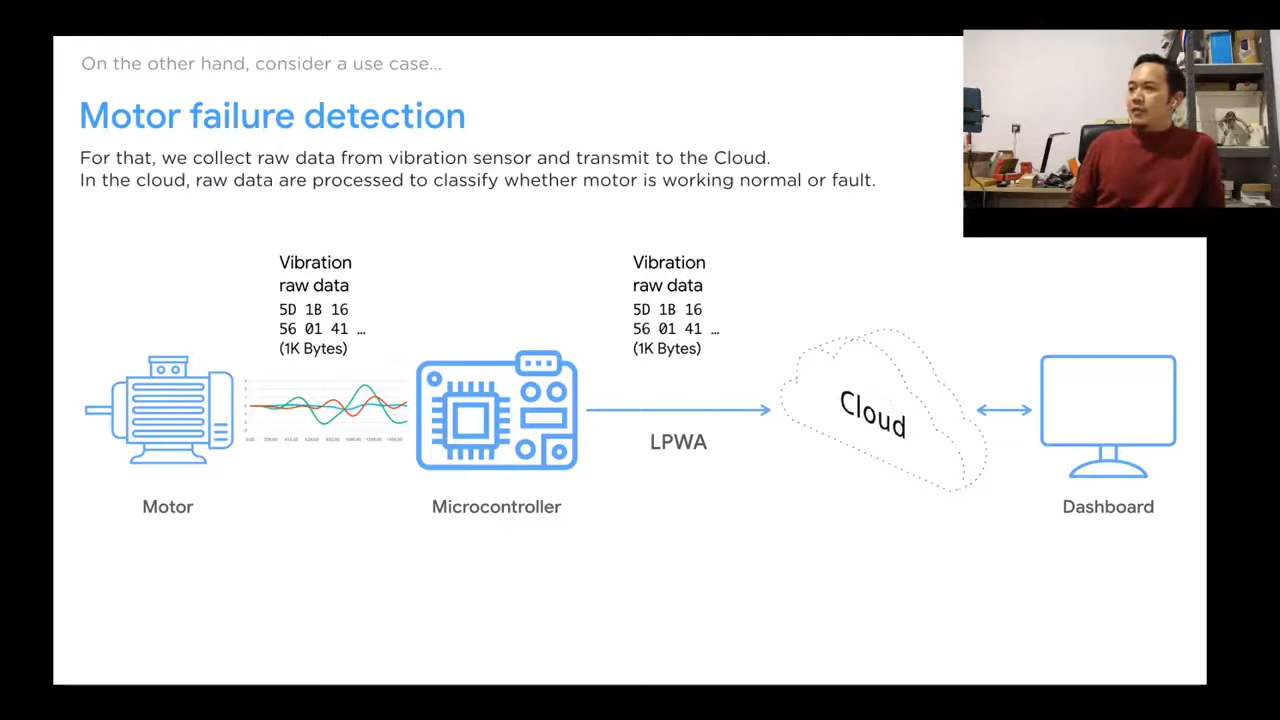 On the other hand, consider a use case...
Motor failure detection
For that, we collect raw data from vibration sensor and transmit to the Cloud.
In the cloud, raw data are processed to classify whether motor is working normal or fault.
Vibration
raw data
5D 1B 16
56 01 41 …
(1K Bytes)
Vibration
raw data
5D 1B 16
56 01 41 …
(1K Bytes)
Cloud
LPWA
Motor
Microcontroller
Dashboard